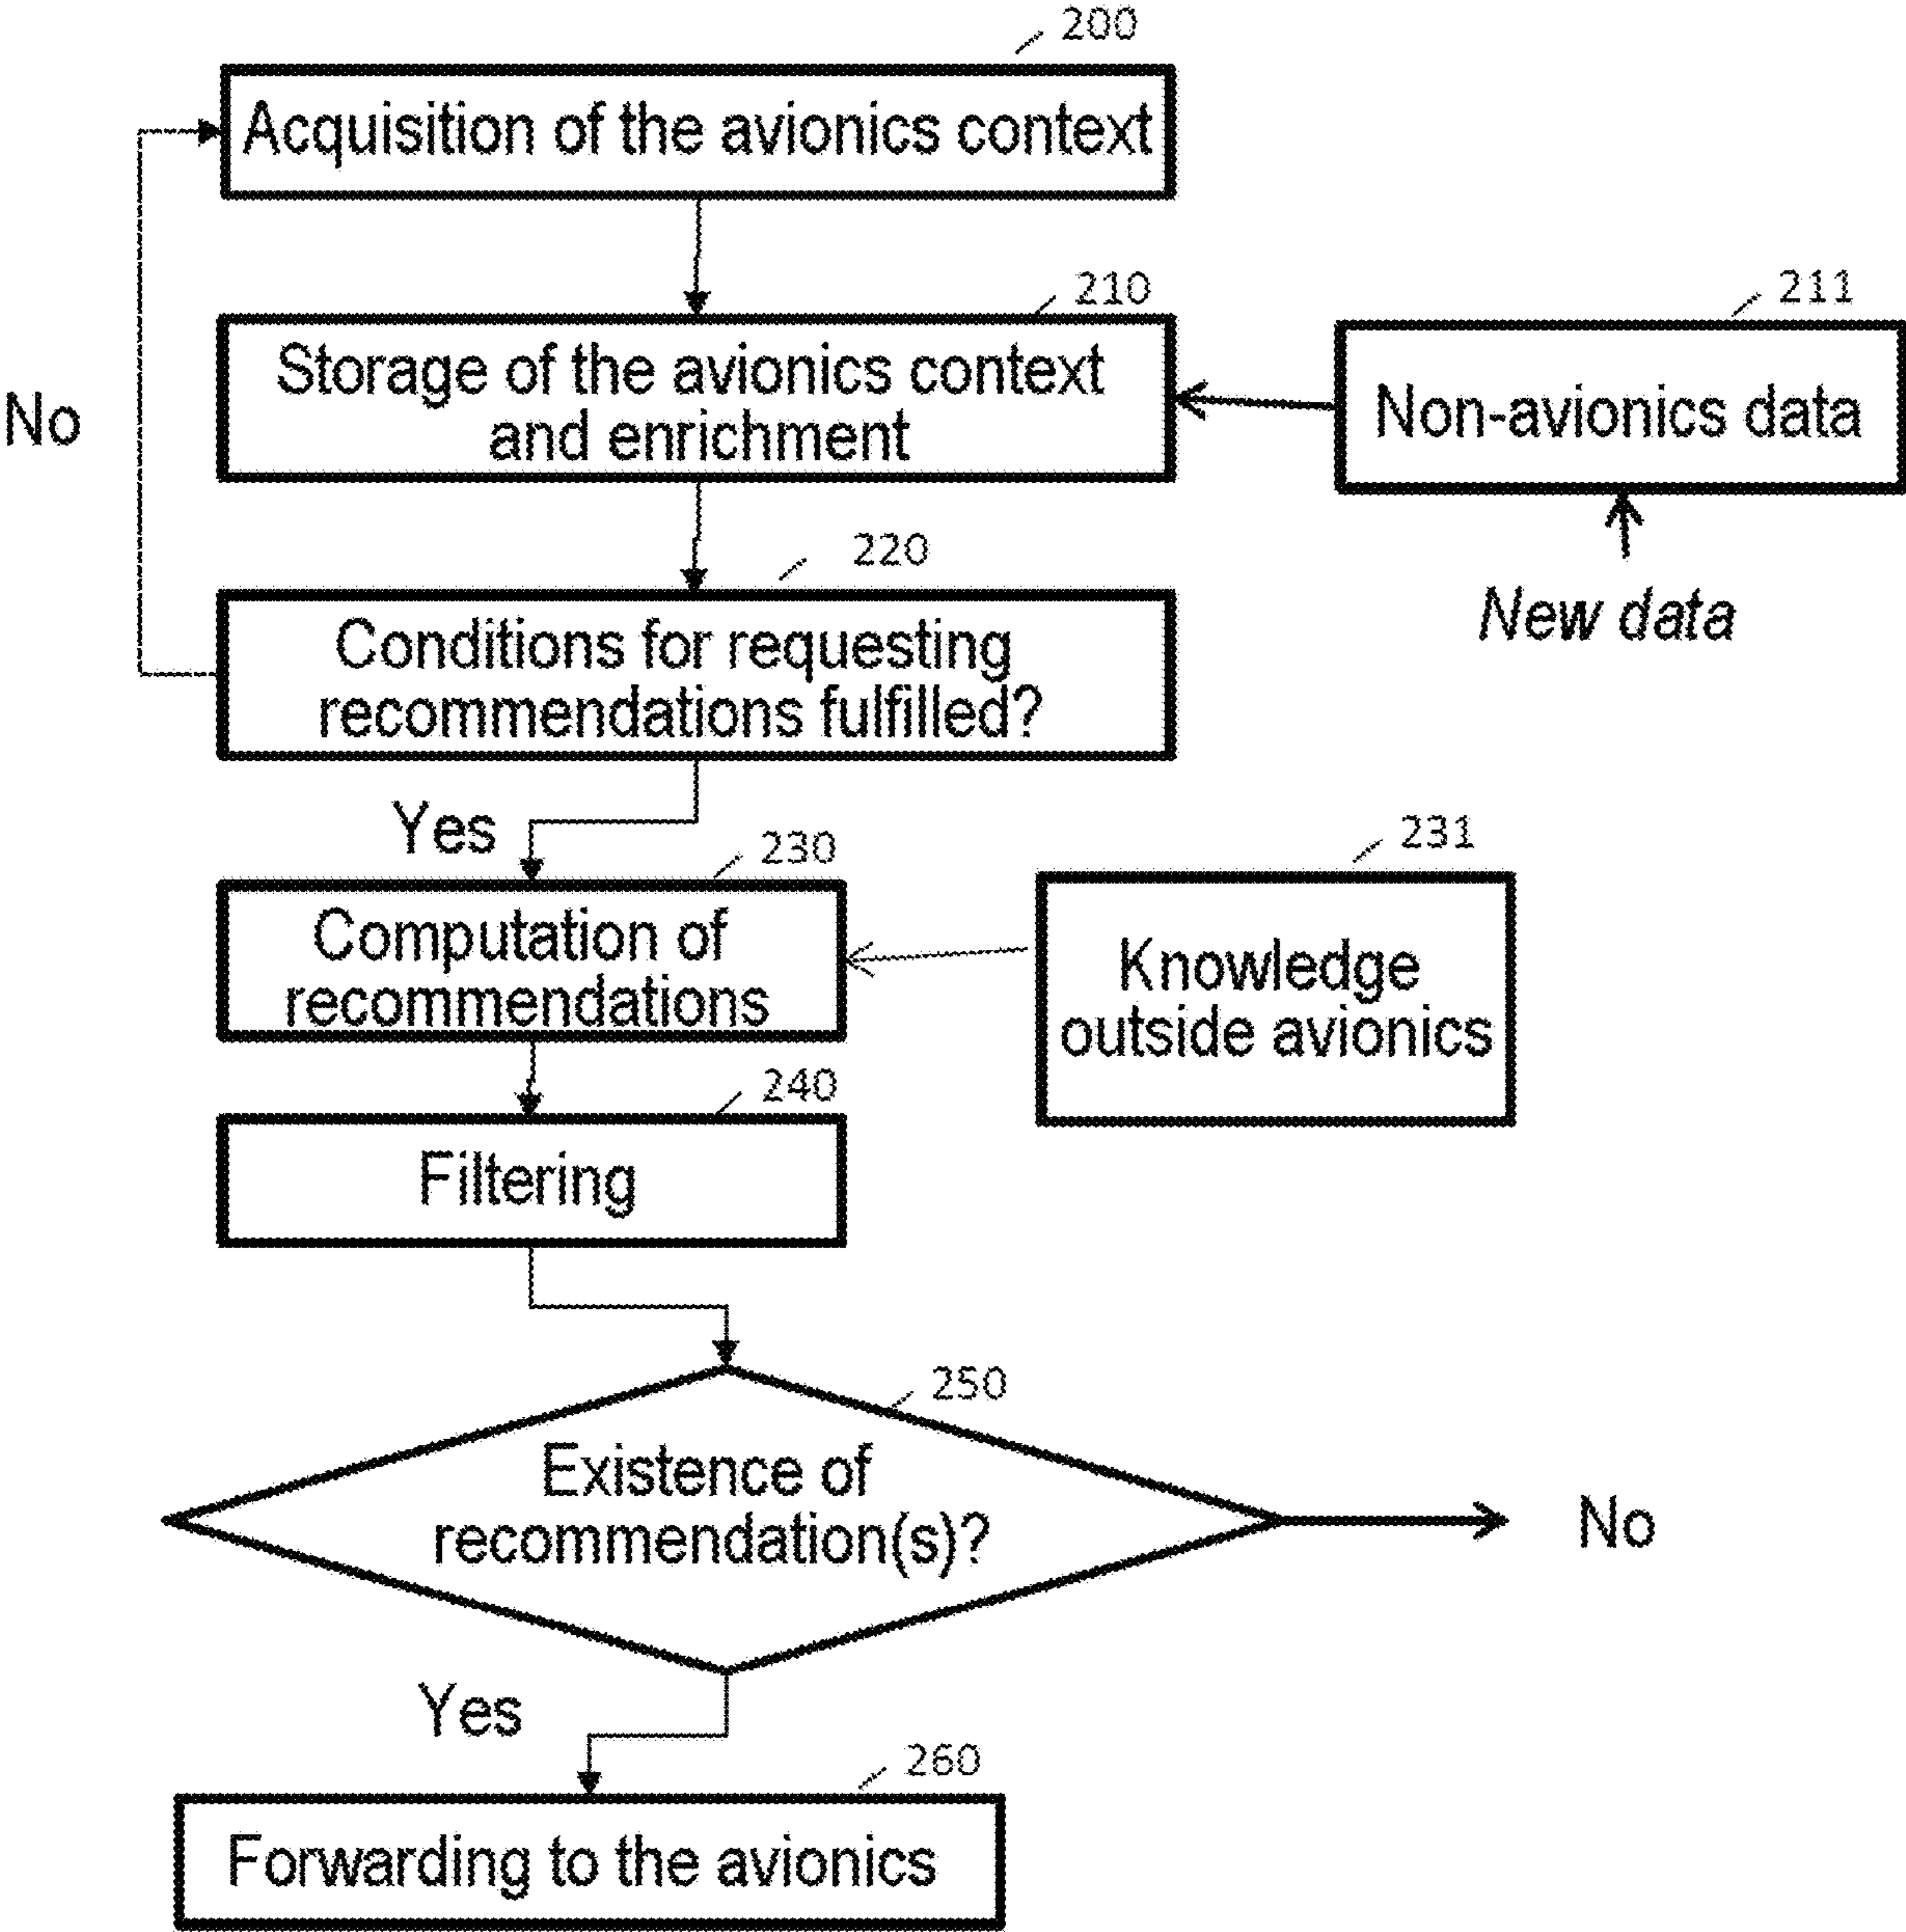 200
Acquisition of the avionics context
210
211
Storage of the avionics context
and enrichment
Non-avionics data
No
New data
220
Conditions for requesting
recommendations fulfilled?
Yes
230
231
Computation of
recommendations
Knowledge
outside avionics
240
Filtering
250
Existence of
recommendation(s)?
No
Yes
260
Forwarding to the avionics